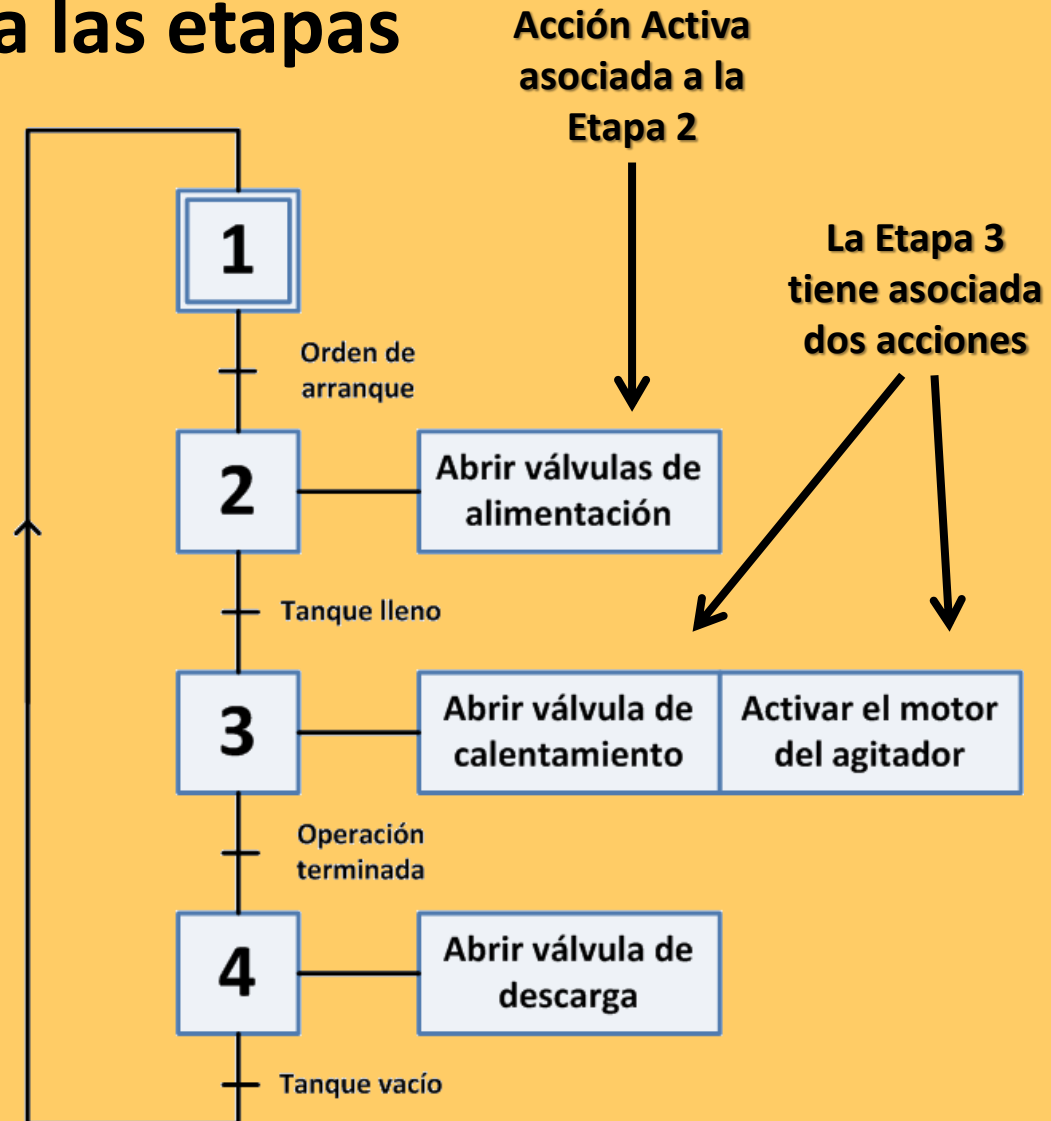 a las etapas
Acción Activa
asociada a la
Etapa 2
La Etapa 3
tiene asociada
dos acciones
1
Orden de
arranque
2
Abrir válvulas de
alimentación
Tanque lleno
3
Abrir válvula de
calentamiento
Activar el motor
del agitador
Operación
terminada
4
Abrir válvula de
descarga
Tanque vacío